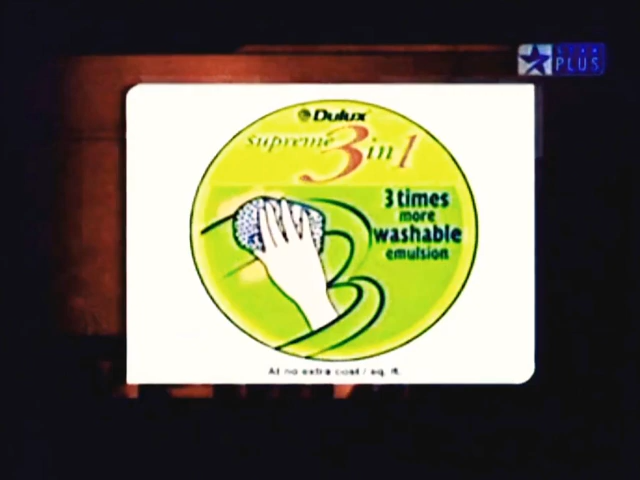 STAR
PLUS
Dulux
supreme 3 in 1
3 times
more
washable
emulsion
At no extra cost / sq. ft.